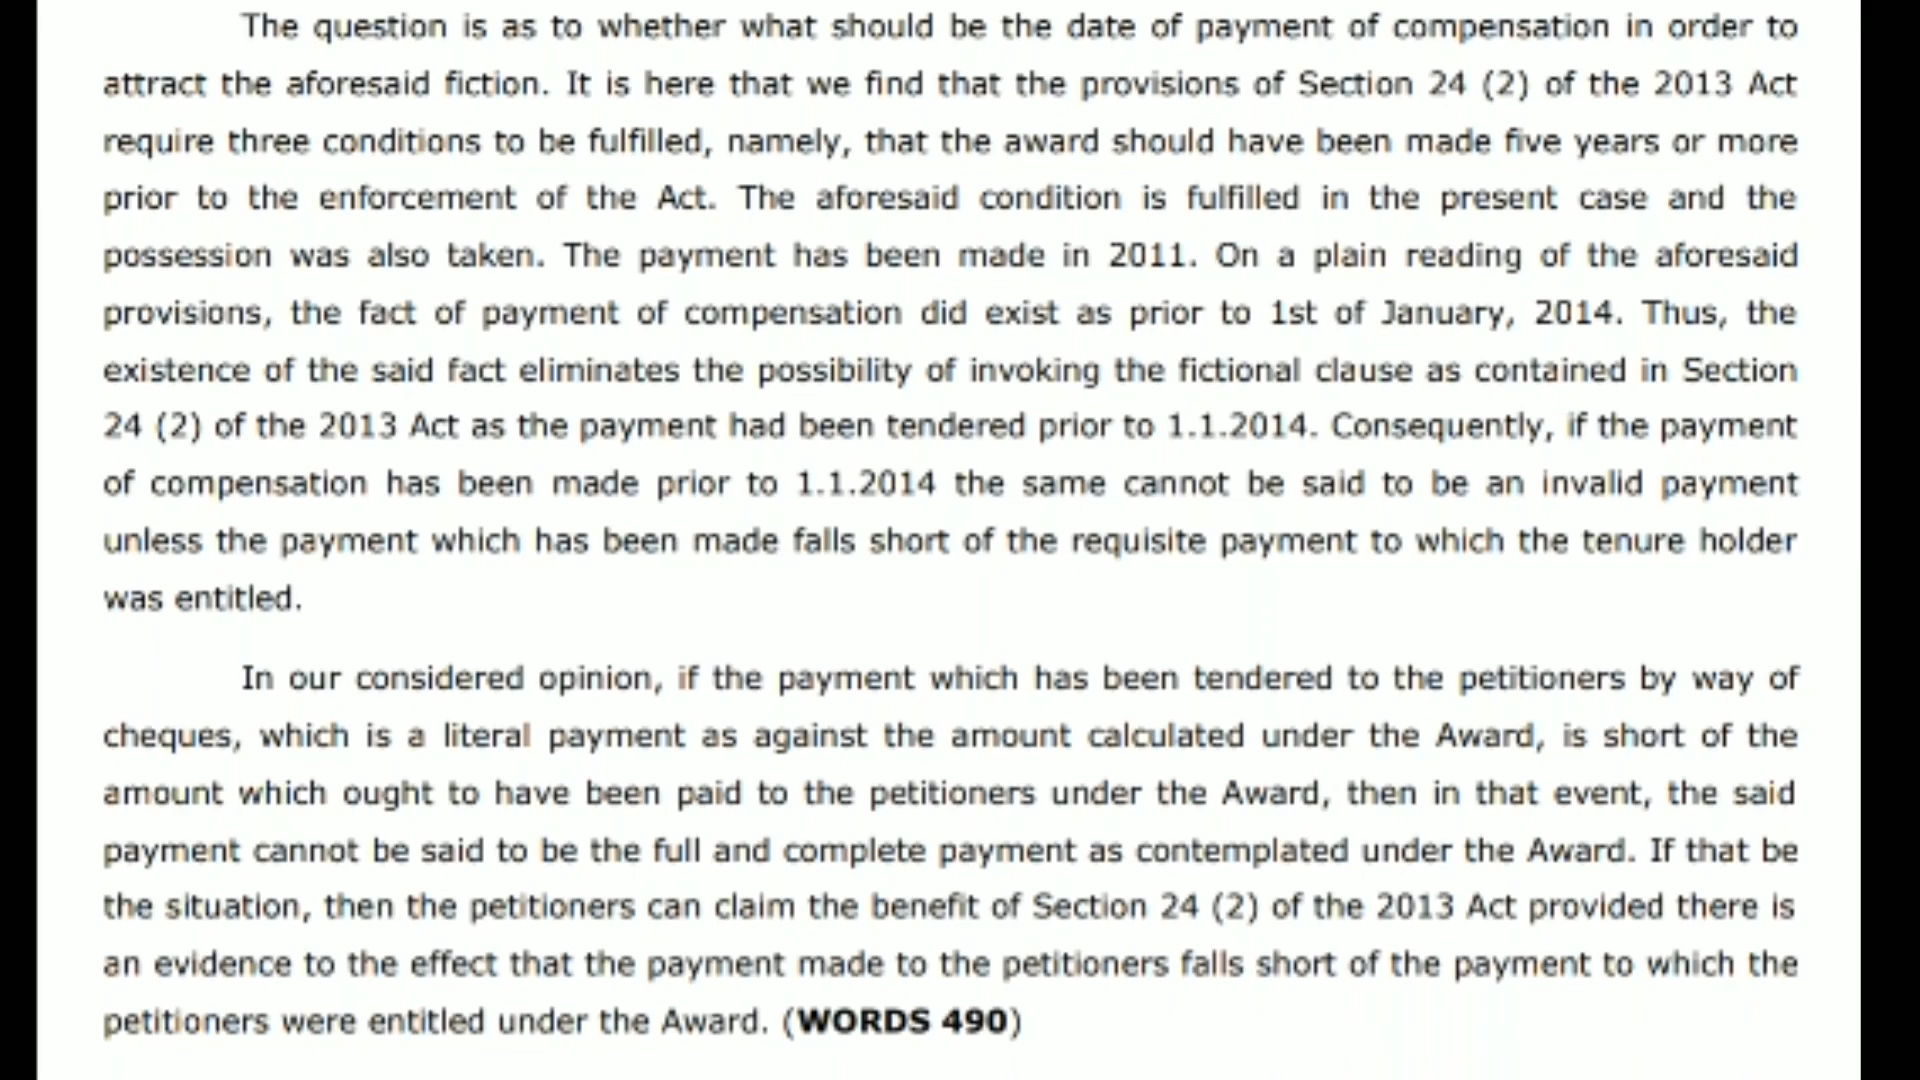 The question is as to whether what should be the date of payment of compensation in order to
attract the aforesaid fiction. It is here that we find that the provisions of Section 24 (2) of the 2013 Act
require three conditions to be fulfilled, namely, that the award should have been made five years or more
prior to the enforcement of the Act. The aforesaid condition is fulfilled in the present case and the
possession was also taken. The payment has been made in 2011. On a plain reading of the aforesaid
provisions, the fact of payment of compensation did exist as prior to 1st of January, 2014. Thus, the
existence of the said fact eliminates the possibility of invoking the fictional clause as contained in Section
24 (2) of the 2013 Act as the payment had been tendered prior to 1.1.2014. Consequently, if the payment
of compensation has been made prior to 1.1.2014 the same cannot be said to be an invalid payment
unless the payment which has been made falls short of the requisite payment to which the tenure holder
was entitled.
In our considered opinion, if the payment which has been tendered to the petitioners by way of
cheques, which is a literal payment as against the amount calculated under the Award, is short of the
amount which ought to have been paid to the petitioners under the Award, then in that event, the said
payment cannot be said to be the full and complete payment as contemplated under the Award. If that be
the situation, then the petitioners can claim the benefit of Section 24 (2) of the 2013 Act provided there is
an evidence to the effect that the payment made to the petitioners falls short of the payment to which the
petitioners were entitled under the Award. (WORDS 490)